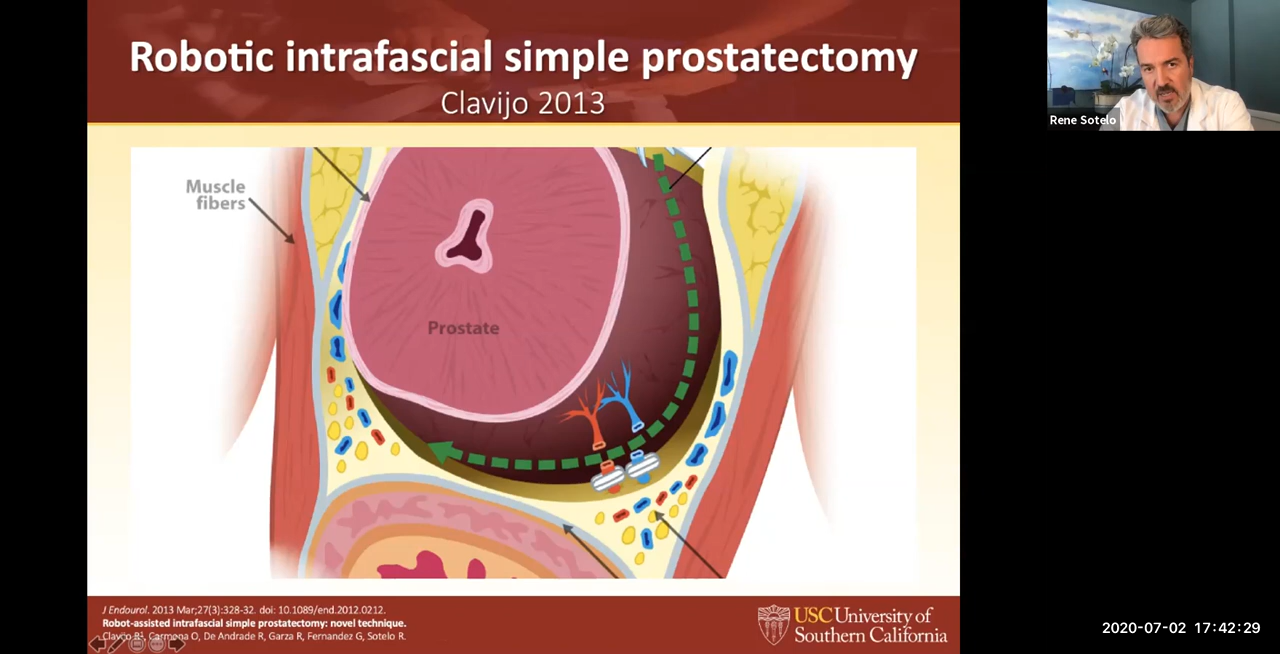 Robotic intrafascial simple prostatectomy
Clavijo 2013
Rene Sotelo
Muscle
fibers
Prostate
J Endourol. 2013 Mar;27(3):328-32. doi: 10.1089/end.2012.0212.
Robot-assisted intrafascial simple prostatectomy: novel technique.
Clavijo R1, Carmona O, De Andrade R, Garza R, Fernandez G, Sotelo R.
USC University of
Southern California
2020-07-02 17:42:29